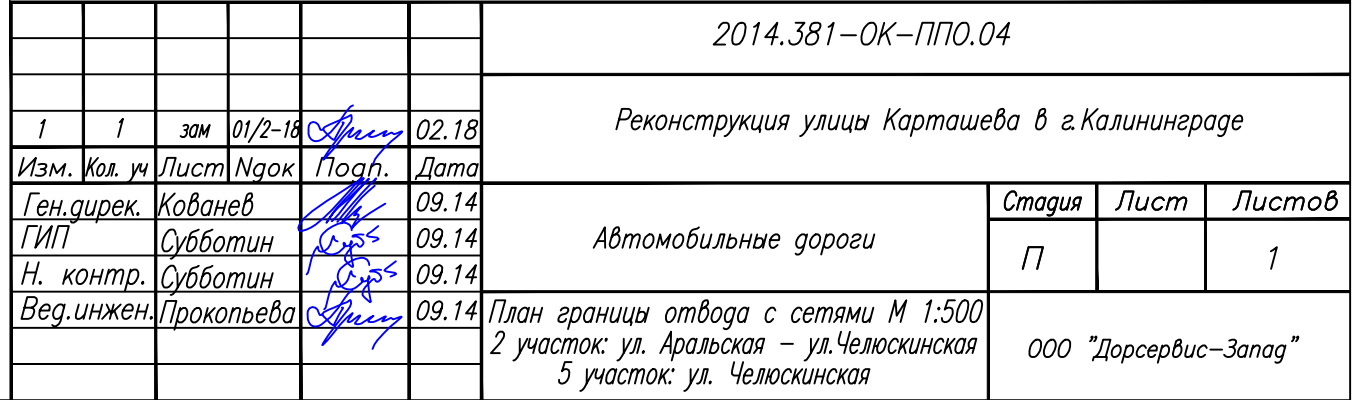 2014.381-ОК-ППО.04
Реконструкция улицы Карташева в г.Калининграде
1 1 зам 01/2-18 02.18
Изм. Кол. уч Лист Nдок Подп. Дата
Ген.дирек. Кованев 09.14
ГИП Субботин 09.14
Н. контр. Субботин 09.14
Вед.инжен. Прокопьева 09.14
Автомобильные дороги
Стадия Лист Листов
П 1
План границы отвода с сетями М 1:500
2 участок: ул. Аральская - ул.Челюскинская
5 участок: ул. Челюскинская
ООО "Дорсервис-Запад"